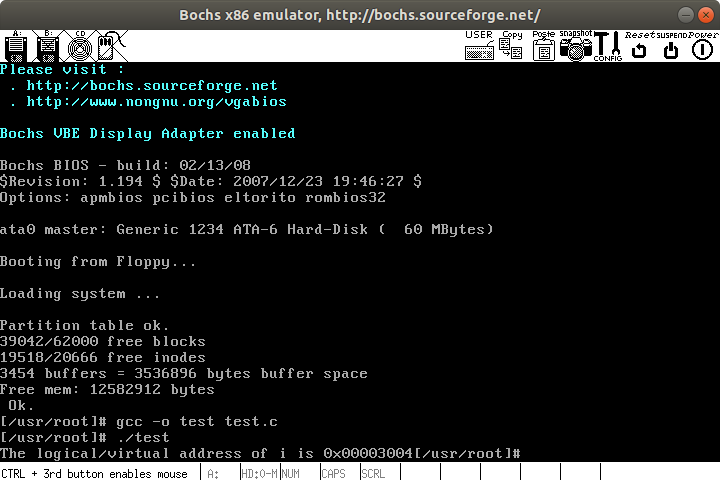 Bochs x86 emulator, http://bochs.sourceforge.net/
A: B: CD USER Copy Paste Snapshot CONFIG Reset SUSPEND Power
Please visit :
. http://bochs.sourceforge.net
. http://www.nongnu.org/vgabios
Bochs VBE Display Adapter enabled
Bochs BIOS - build: 02/13/08
$Revision: 1.194 $ $Date: 2007/12/23 19:46:27 $
Options: apmbios pcibios eltorito rombios32
ata0 master: Generic 1234 ATA-6 Hard-Disk (  60 MBytes)
Booting from Floppy...
Loading system ...
Partition table ok.
39042/62000 free blocks
19518/20666 free inodes
3454 buffers = 3536896 bytes buffer space
Free mem: 12582912 bytes
Ok.
[/usr/root]# gcc -o test test.c
[/usr/root]# ./test
The logical/virtual address of i is 0x00003004[/usr/root]#
CTRL + 3rd button enables mouse A: HD:0-M NUM CAPS SCRL